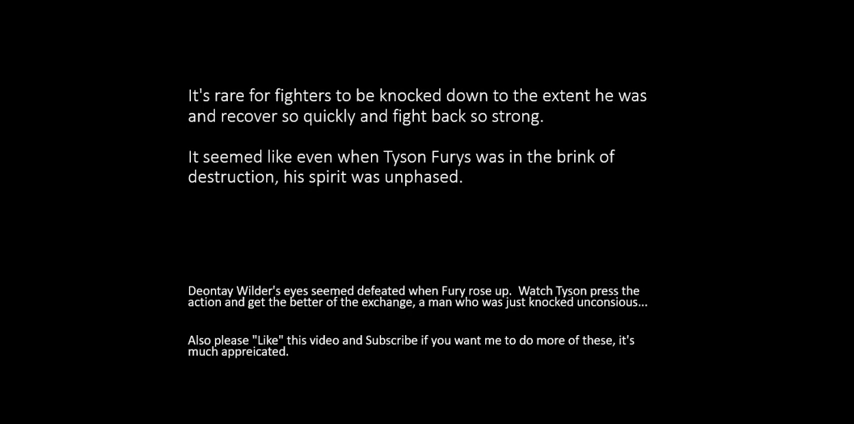 It's rare for fighters to be knocked down to the extent he was
and recover so quickly and fight back so strong.
It seemed like even when Tyson Furys was in the brink of
destruction, his spirit was unphased.
Deontay Wilder's eyes seemed defeated when Fury rose up.  Watch Tyson press the
action and get the better of the exchange, a man who was just knocked unconsious...
Also please "Like" this video and Subscribe if you want me to do more of these, it's
much appreicated.